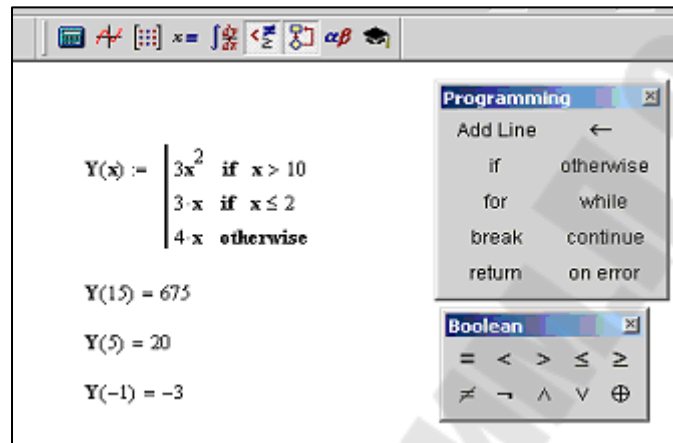 Y(x) := 3x² if x > 10
3·x if x ≤ 2
4·x otherwise
Y(15) = 675
Y(5) = 20
Y(-1) = -3
Programming
Add Line ←
if otherwise
for while
break continue
return on error
Boolean
= < > ≤ ≥
≠ ¬ ∧ ∨ ⊕